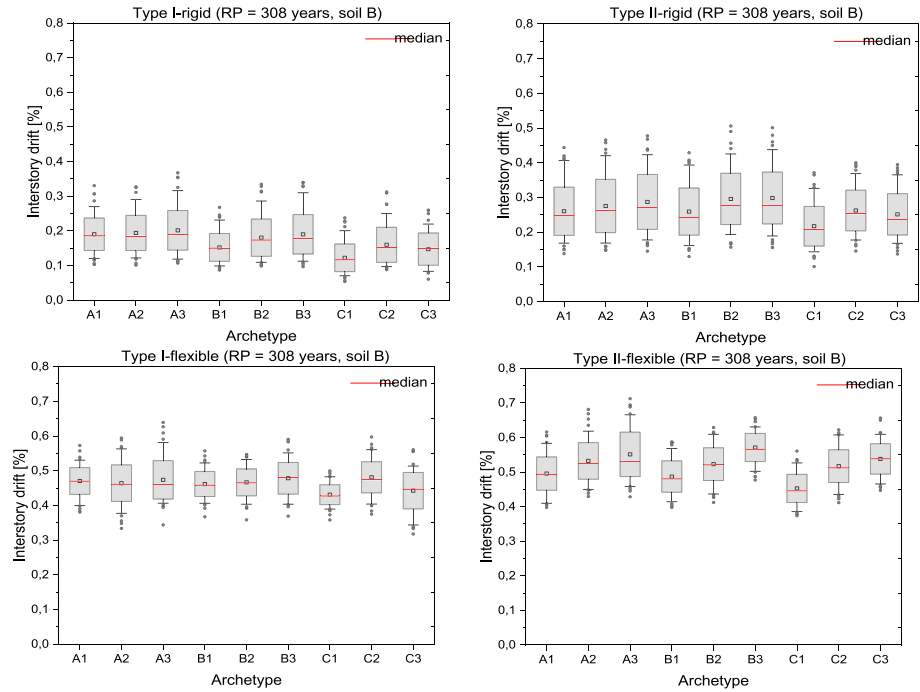 Type I-rigid (RP = 308 years, soil B)
median
Interstory drift [%]
0,8
0,7
0,6
0,5
0,4
0,3
0,2
0,1
0,0
A1 A2 A3 B1 B2 B3 C1 C2 C3
Archetype
Type II-rigid (RP = 308 years, soil B)
median
Interstory drift [%]
0,8
0,7
0,6
0,5
0,4
0,3
0,2
0,1
0,0
A1 A2 A3 B1 B2 B3 C1 C2 C3
Archetype
Type I-flexible (RP = 308 years, soil B)
median
Interstory drift [%]
0,8
0,7
0,6
0,5
0,4
0,3
0,2
0,1
0,0
A1 A2 A3 B1 B2 B3 C1 C2 C3
Archetype
Type II-flexible (RP = 308 years, soil B)
median
Interstory drift [%]
0,8
0,7
0,6
0,5
0,4
0,3
0,2
0,1
0,0
A1 A2 A3 B1 B2 B3 C1 C2 C3
Archetype